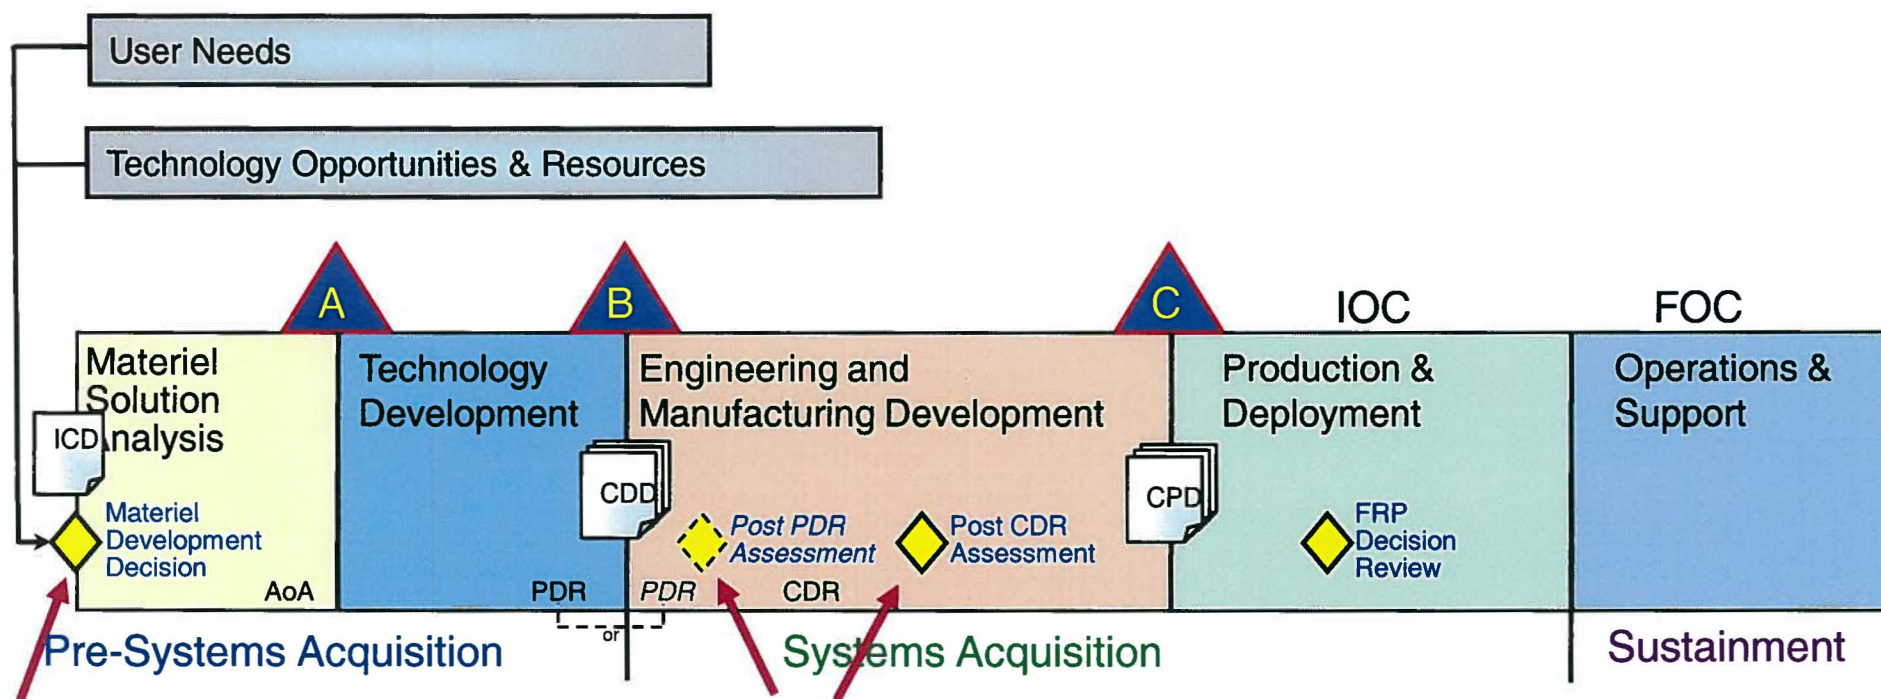 User Needs
Technology Opportunities & Resources
A
B
C
IOC
FOC
Materiel
Solution
Analysis
Technology
Development
Engineering and
Manufacturing Development
Production &
Deployment
Operations &
Support
ICD
CDD
CPD
Materiel
Development
Decision
Post PDR
Assessment
Post CDR
Assessment
FRP
Decision
Review
AoA
PDR
PDR
CDR
or
Pre-Systems Acquisition
Systems Acquisition
Sustainment